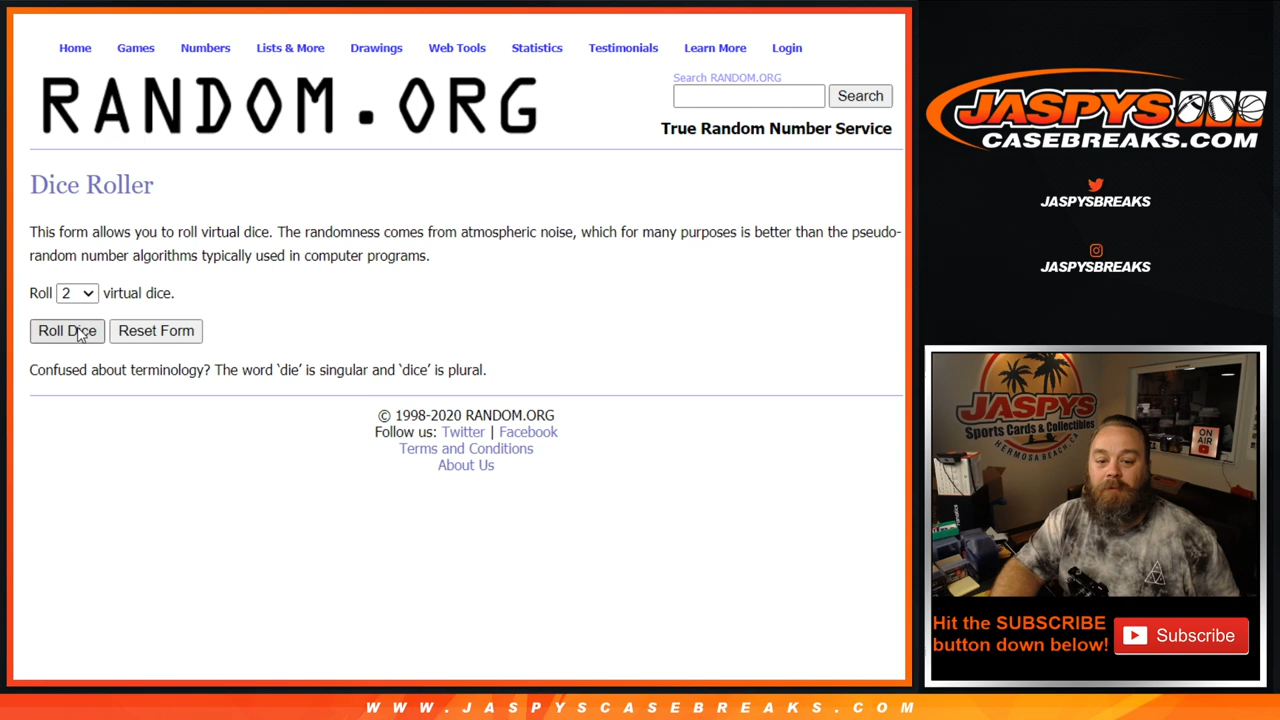 Home Games Numbers Lists & More Drawings Web Tools Statistics Testimonials Learn More Login
RANDOM.ORG
Search RANDOM.ORG
Search
True Random Number Service
Dice Roller
This form allows you to roll virtual dice. The randomness comes from atmospheric noise, which for many purposes is better than the pseudo-
random number algorithms typically used in computer programs.
Roll 2 virtual dice.
Roll Dice Reset Form
Confused about terminology? The word ‘die’ is singular and ‘dice’ is plural.
© 1998-2020 RANDOM.ORG
Follow us: Twitter | Facebook
Terms and Conditions
About Us
JASPYS
CASEBREAKS.COM
JASPYSBREAKS
JASPYSBREAKS
JASPYS
Sports Cards & Collectibles
HERMOSA BEACH, CA
ON
AIR
Fanatics
Hit the SUBSCRIBE
button down below!
Subscribe
WWW.JASPYSCASEBREAKS.COM